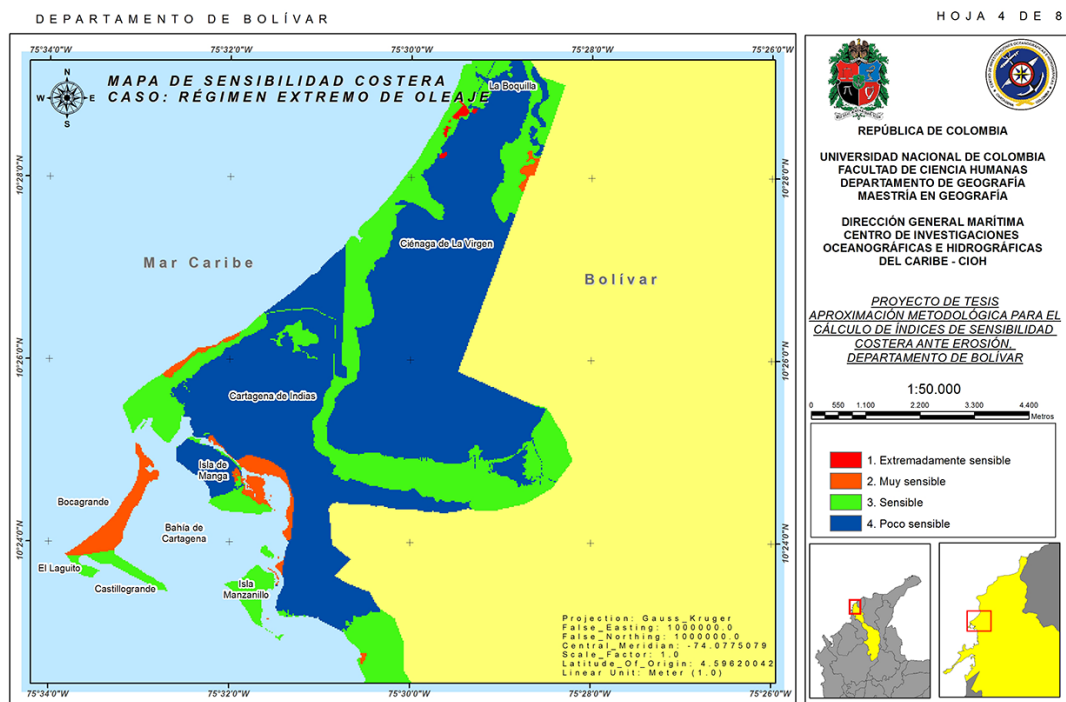 DEPARTAMENTO DE BOLÍVAR
HOJA 4 DE 8
75°34'0"W
75°32'0"W
75°30'0"W
75°28'0"W
75°26'0"W
MAPA DE SENSIBILIDAD COSTERA
CASO: RÉGIMEN EXTREMO DE OLEAJE
N
W
E
S
La Boquilla
10°28'0"N
10°28'0"N
Ciénaga de La Virgen
Mar Caribe
Bolívar
10°26'0"N
10°26'0"N
Cartagena de Indias
Isla de
Manga
Bocagrande
Bahía de
Cartagena
10°24'0"N
10°24'0"N
El Laguito
Castillogrande
Isla
Manzanillo
Projection: Gauss_Kruger
False_Easting: 1000000.0
False_Northing: 1000000.0
Central_Meridian: -74.0775079
Scale_Factor: 1.0
Latitude_Of_Origin: 4.59620042
Linear Unit: Meter (1.0)
75°34'0"W
75°32'0"W
75°30'0"W
75°28'0"W
75°26'0"W
REPÚBLICA DE COLOMBIA
UNIVERSIDAD NACIONAL DE COLOMBIA
FACULTAD DE CIENCIA HUMANAS
DEPARTAMENTO DE GEOGRAFÍA
MAESTRÍA EN GEOGRAFÍA
DIRECCIÓN GENERAL MARÍTIMA
CENTRO DE INVESTIGACIONES
OCEANOGRÁFICAS E HIDROGRÁFICAS
DEL CARIBE - CIOH
PROYECTO DE TESIS
APROXIMACIÓN METODOLÓGICA PARA EL
CÁLCULO DE ÍNDICES DE SENSIBILIDAD
COSTERA ANTE EROSIÓN,
DEPARTAMENTO DE BOLÍVAR
1:50.000
0 550 1.100 2.200 3.300 4.400
Metros
1. Extremadamente sensible
2. Muy sensible
3. Sensible
4. Poco sensible